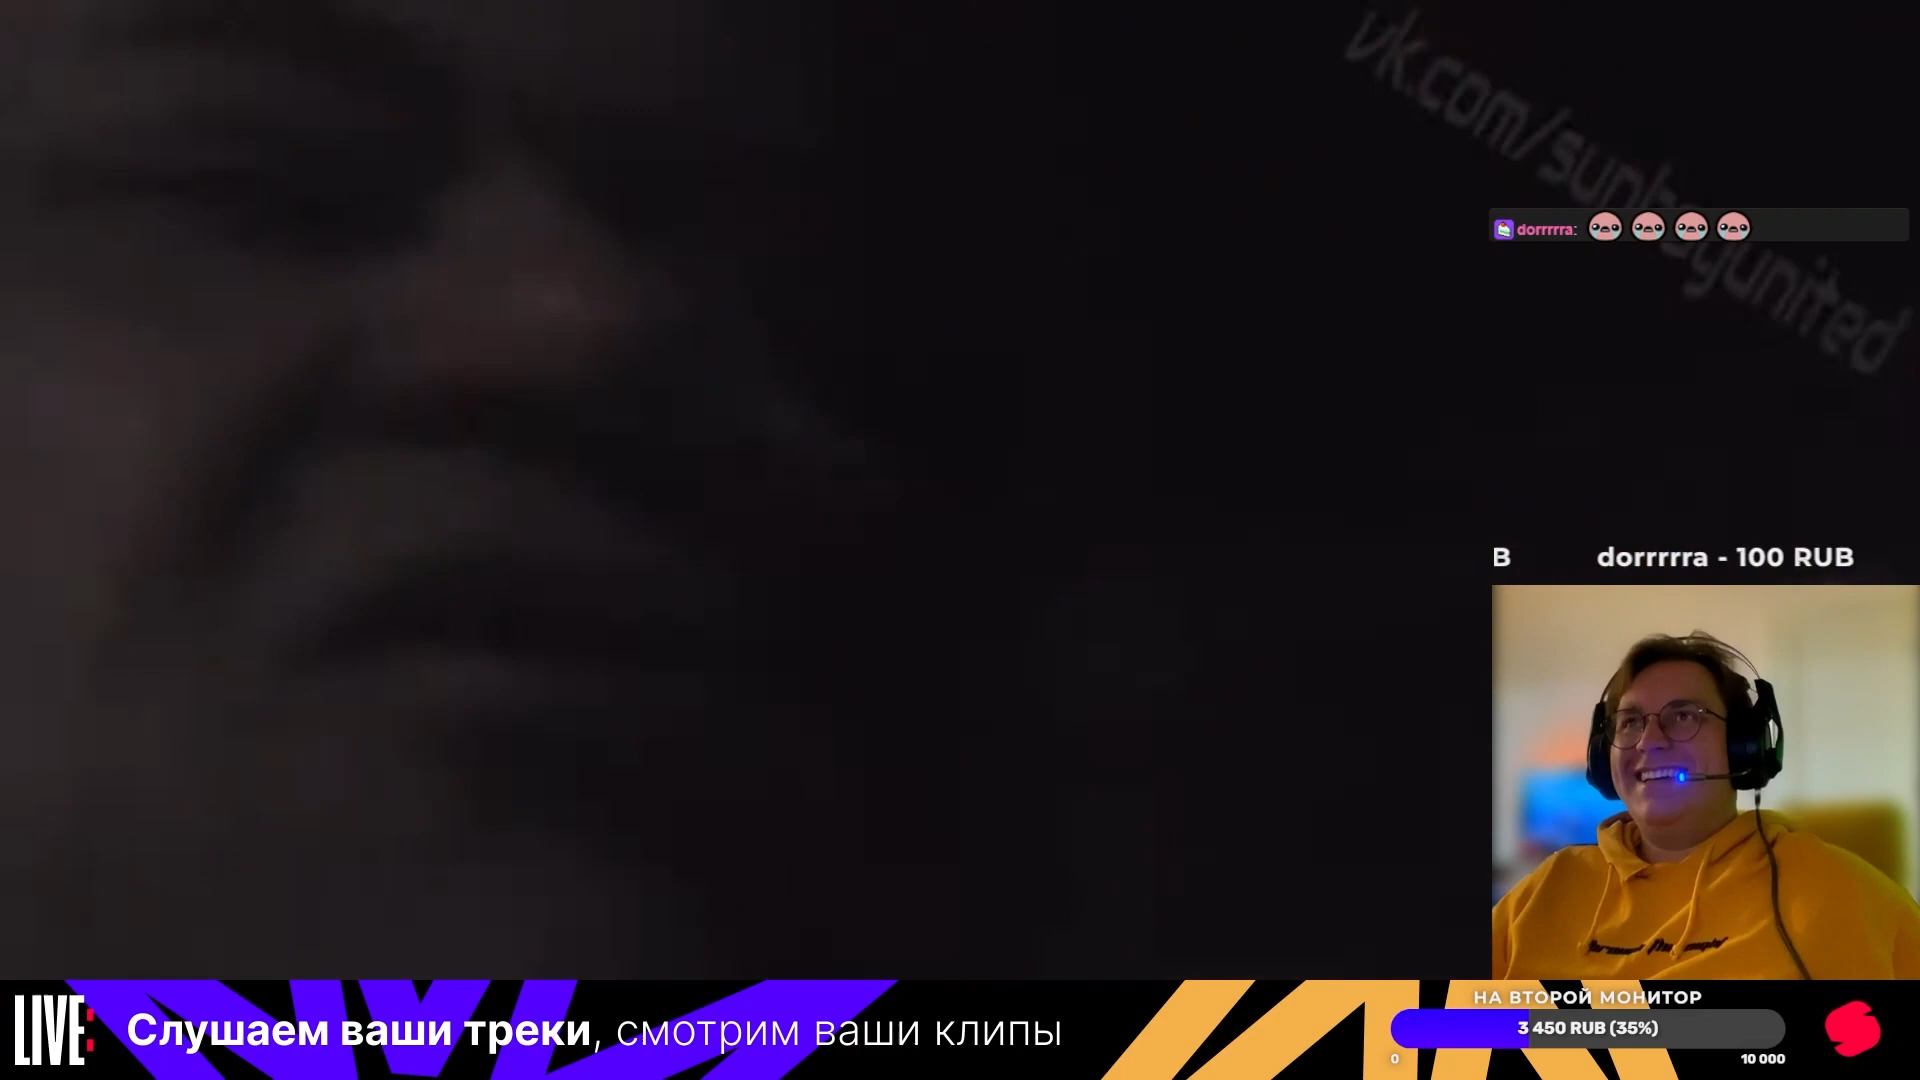 vk.com/suntagunited
dorrrrra:
B dorrrrra - 100 RUB
LIVE:
Слушаем ваши треки, смотрим ваши клипы
НА ВТОРОЙ МОНИТОР
3 450 RUB (35%)
0 10 000